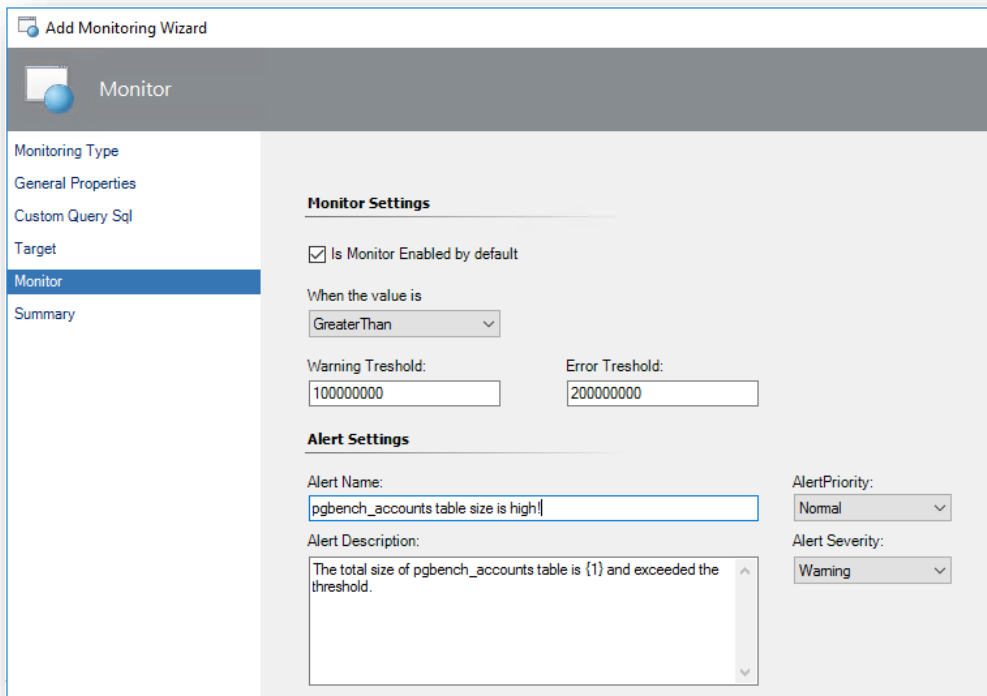 Add Monitoring Wizard
Monitor
Monitoring Type
General Properties
Custom Query Sql
Target
Monitor
Summary
Monitor Settings
Is Monitor Enabled by default
When the value is
GreaterThan
Warning Treshold:
Error Treshold:
100000000
200000000
Alert Settings
Alert Name:
AlertPriority:
pgbench_accounts table size is high!
Normal
Alert Description:
Alert Severity:
The total size of pgbench_accounts table is {1} and exceeded the
threshold.
Warning